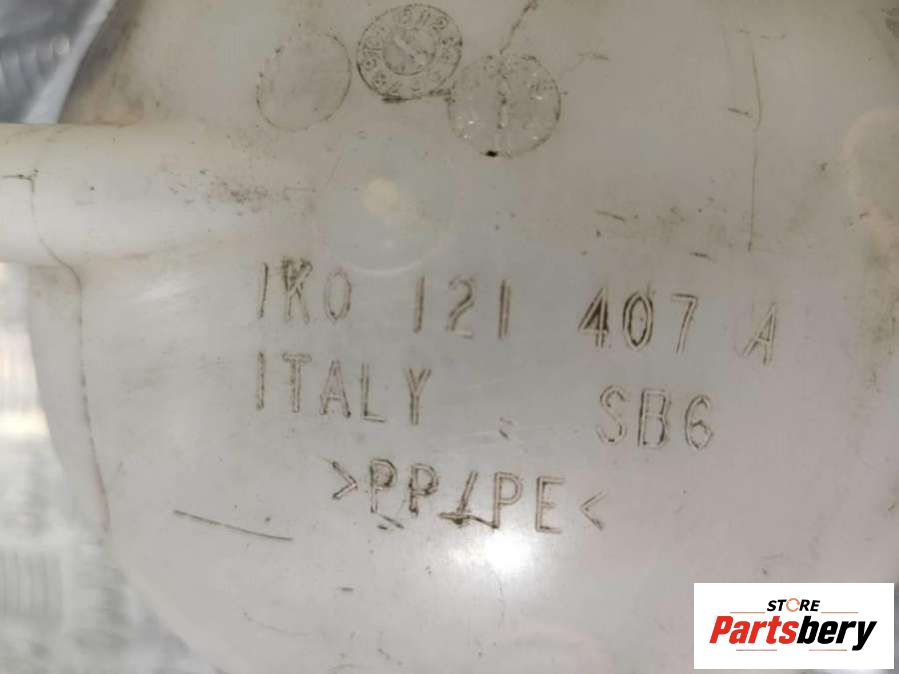 1K0 121 407 A
ITALY SB6
>PP/PE<
STORE
Partsbery